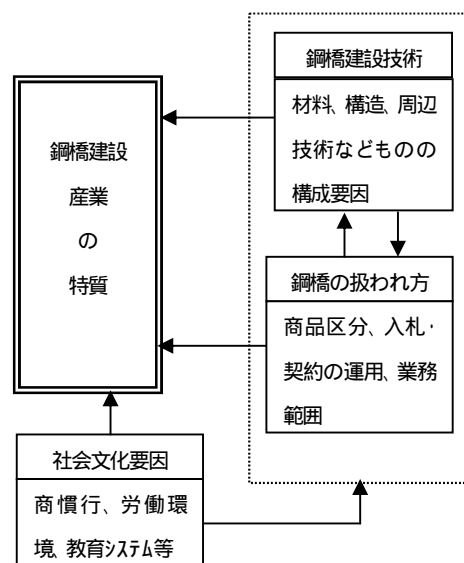 鋼橋建設
産業
の
特質
鋼橋建設技術
材料、構造、周辺
技術などものの
構成要因
鋼橋の扱われ方
商品区分、入札・
契約の運用、業務
範囲
社会文化要因
商慣行、労働環
境、教育システム等